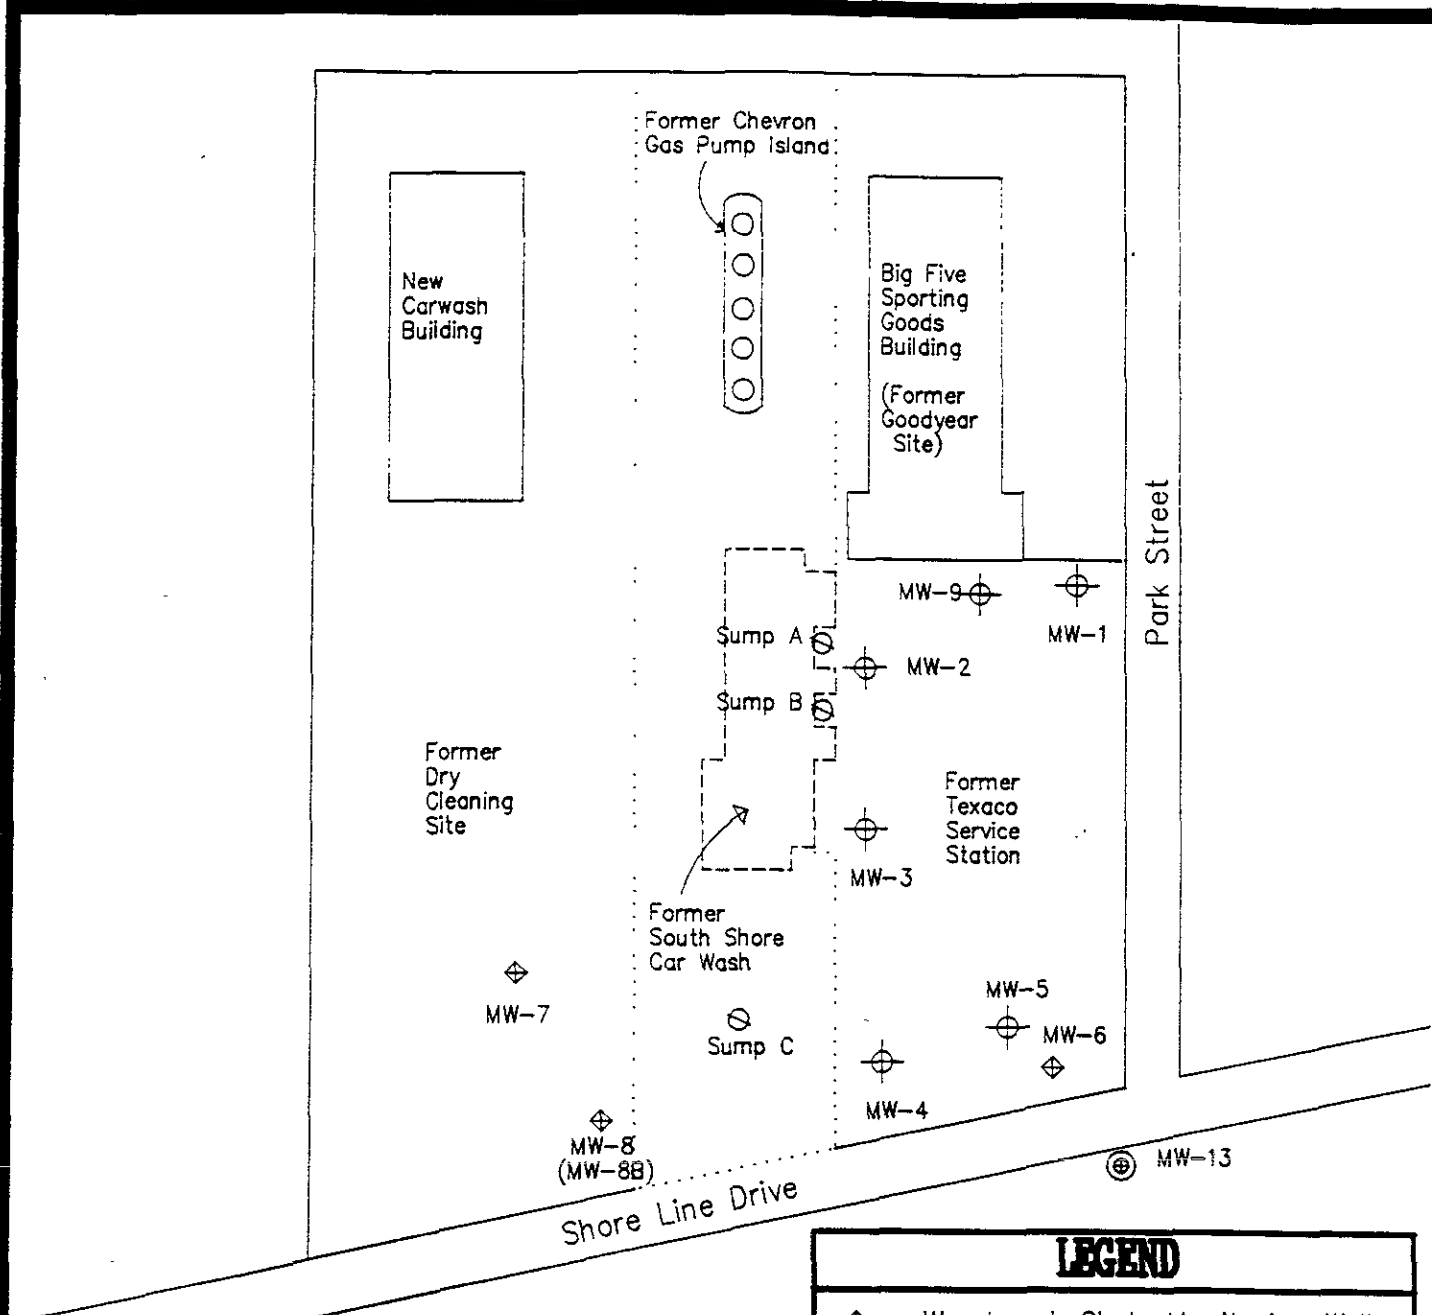 Former Chevron
Gas Pump island
New
Carwash
Building
Big Five
Sporting
Goods
Building
(Former
Goodyear
Site)
Park Street
MW-9
MW-1
Sump A
MW-2
Sump B
Former
Dry
Cleaning
Site
Former
Texaco
Service
Station
MW-3
Former
South Shore
Car Wash
MW-7
MW-5
Sump C
MW-6
MW-4
MW-8
(MW-8B)
MW-13
Shore Line Drive
LEGEND